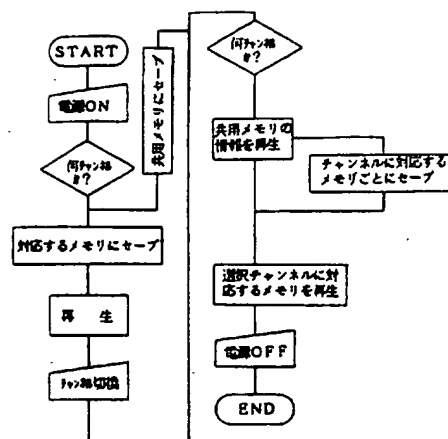 START
電源ON
何チャンネル
か?
対応するメモリにセーブ
再 生
チャンネル切換
共用メモリにセーブ
何チャンネル
か?
共用メモリの
情報を再生
チャンネルに対応する
メモリごとにセーブ
選択チャンネルに対
応するメモリを再生
電源OFF
END